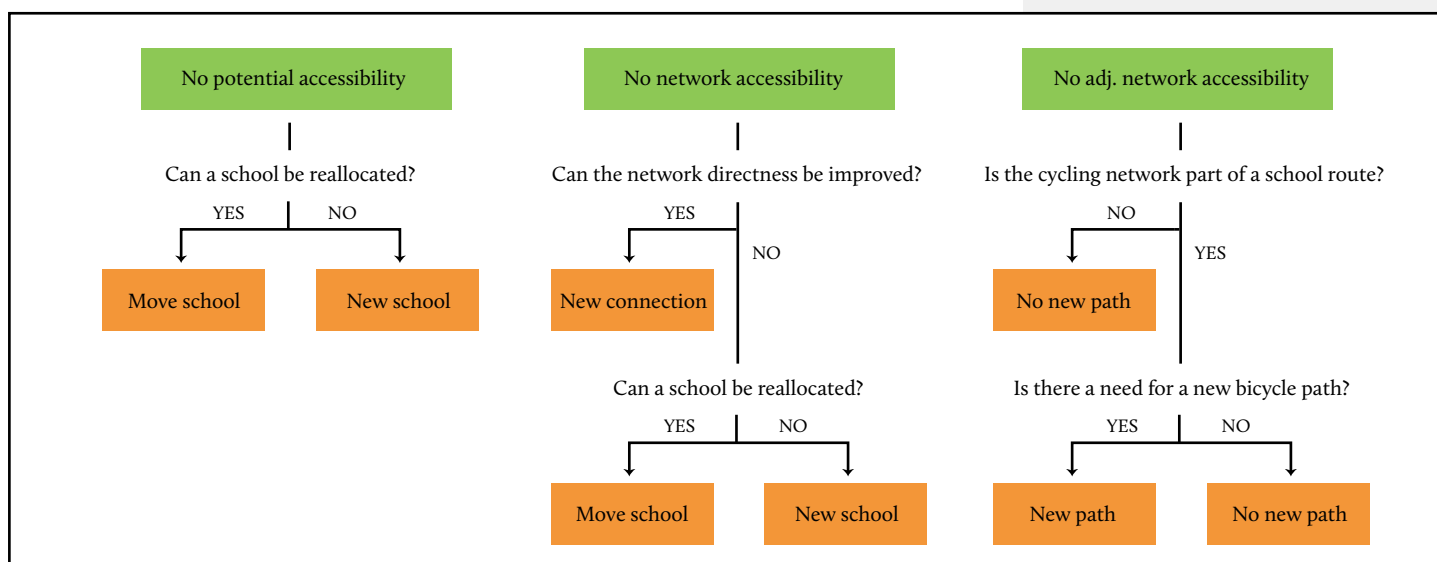 No potential accessibility
Can a school be reallocated?
YES
NO
Move school
New school
No network accessibility
Can the network directness be improved?
YES
NO
New connection
Can a school be reallocated?
YES
NO
Move school
New school
No adj. network accessibility
Is the cycling network part of a school route?
NO
YES
No new path
Is there a need for a new bicycle path?
YES
NO
New path
No new path